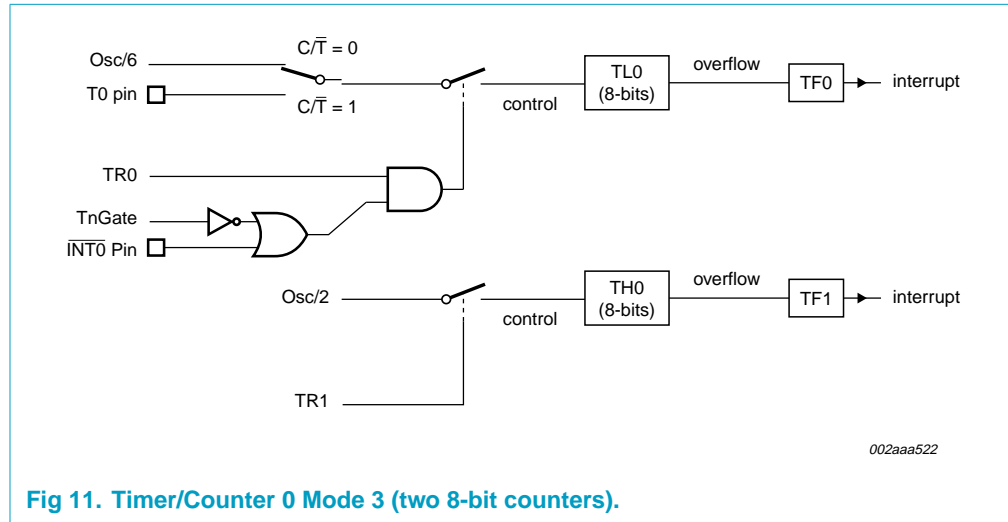 Osc/6
C/T̅ = 0
T0 pin
C/T̅ = 1
control
TL0
(8-bits)
overflow
TF0
interrupt
TR0
TnGate
I̅N̅T̅0̅ Pin
Osc/2
control
TH0
(8-bits)
overflow
TF1
interrupt
TR1
002aaa522
Fig 11. Timer/Counter 0 Mode 3 (two 8-bit counters).